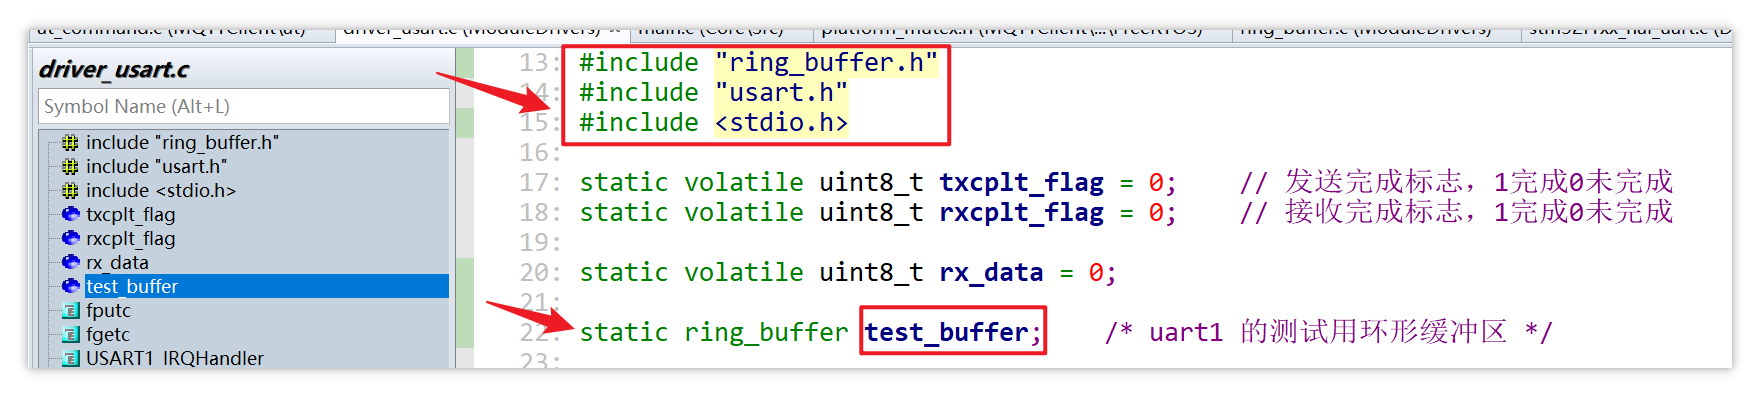 at_command.c (MQTTClient\at)
driver_usart.c (ModuleDrivers)
main.c (Core\Src)
platform_mutex.h (MQTTClient\...\FreeRTOS)
ring_buffer.c (ModuleDrivers)
driver_usart.c
Symbol Name (Alt+L)
include "ring_buffer.h"
include "usart.h"
include <stdio.h>
txcplt_flag
rxcplt_flag
rx_data
test_buffer
fputc
fgetc
USART1_IRQHandler
13: #include "ring_buffer.h"
14: #include "usart.h"
15: #include <stdio.h>
16:
17: static volatile uint8_t txcplt_flag = 0; // 发送完成标志，1完成0未完成
18: static volatile uint8_t rxcplt_flag = 0; // 接收完成标志，1完成0未完成
19:
20: static volatile uint8_t rx_data = 0;
21:
22: static ring_buffer test_buffer; /* uart1 的测试用环形缓冲区 */
23: